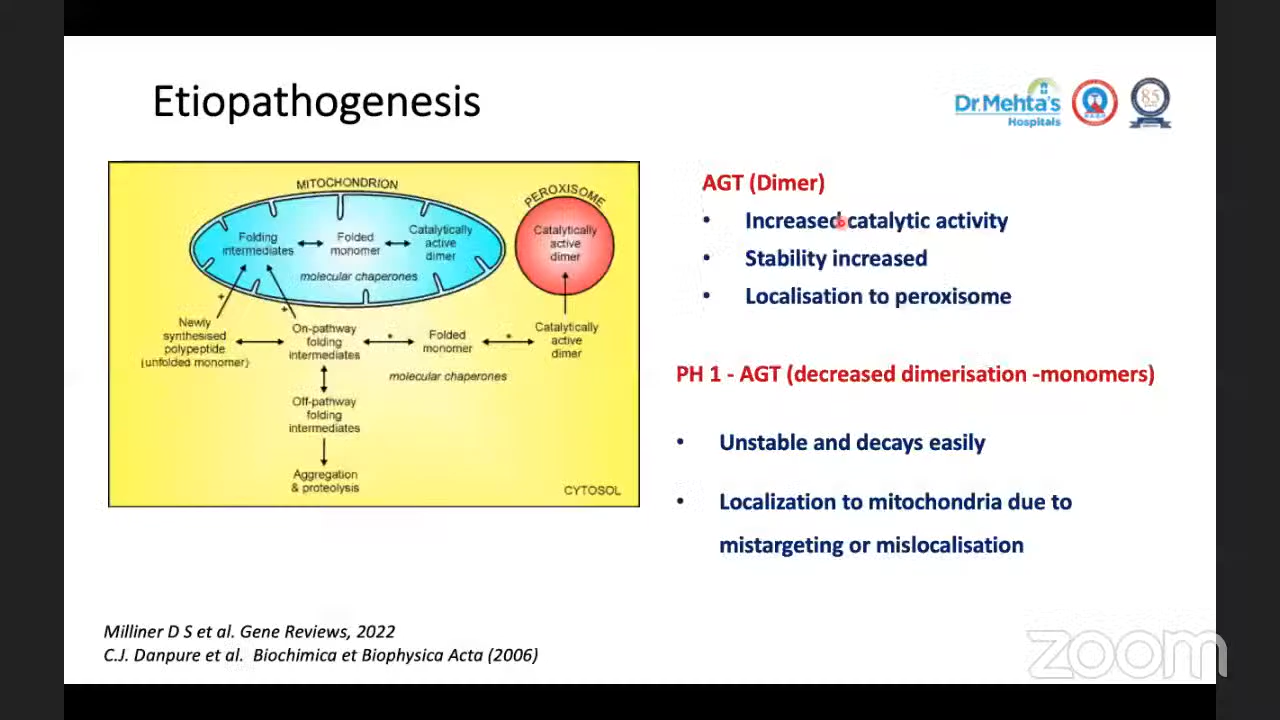 Etiopathogenesis
Dr.Mehta's
Hospitals
85
MITOCHONDRION
PEROXISOME
Folding
intermediates
Folded
monomer
Catalytically
active
dimer
molecular chaperones
Catalytically
active
dimer
+
+
Newly
synthesised
polypeptide
(unfolded monomer)
On-pathway
folding
intermediates
Folded
monomer
Catalytically
active
dimer
molecular chaperones
Off-pathway
folding
intermediates
Aggregation
& proteolysis
CYTOSOL
AGT (Dimer)
• Increased catalytic activity
• Stability increased
• Localisation to peroxisome
PH 1 - AGT (decreased dimerisation -monomers)
• Unstable and decays easily
• Localization to mitochondria due to
mistargeting or mislocalisation
Milliner D S et al. Gene Reviews, 2022
C.J. Danpure et al. Biochimica et Biophysica Acta (2006)
zoom